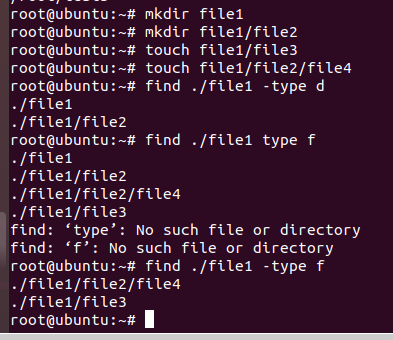 root@ubuntu:~# mkdir file1
root@ubuntu:~# mkdir file1/file2
root@ubuntu:~# touch file1/file3
root@ubuntu:~# touch file1/file2/file4
root@ubuntu:~# find ./file1 -type d
./file1
./file1/file2
root@ubuntu:~# find ./file1 type f
./file1
./file1/file2
./file1/file2/file4
./file1/file3
find: ‘type’: No such file or directory
find: ‘f’: No such file or directory
root@ubuntu:~# find ./file1 -type f
./file1/file2/file4
./file1/file3
root@ubuntu:~#